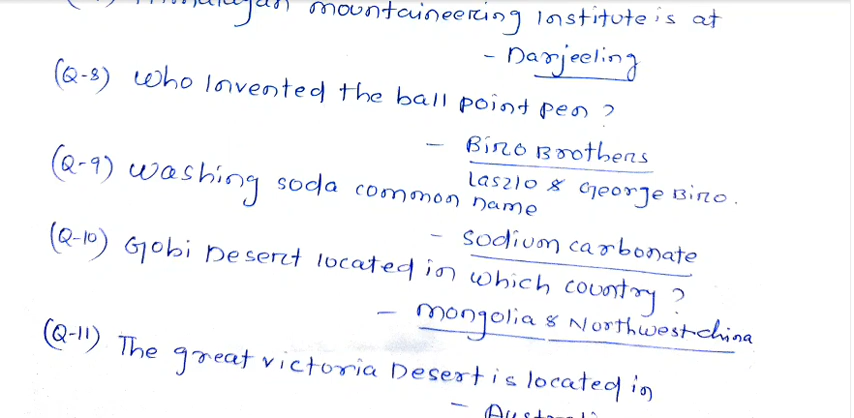 Himalayan mountaineering Institute is at
- Darjeeling
(Q-8) who Invented the ball point pen ?
- Biro Brothers
Laszlo & George Biro.
(Q-9) washing soda common name
- sodium carbonate
(Q-10) Gobi Desert located in which country ?
- mongolia & Northwest china
(Q-11) The great victoria Desert is located in